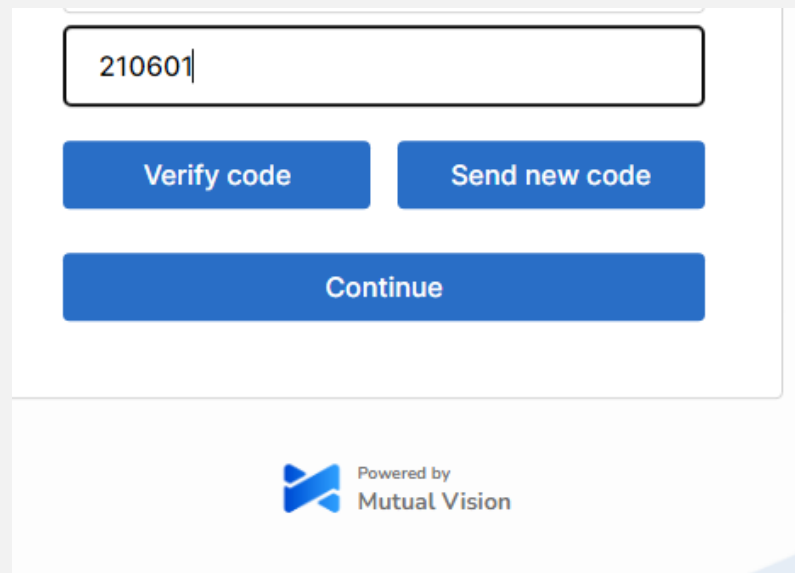 210601
Verify code
Send new code
Continue
Powered by
Mutual Vision